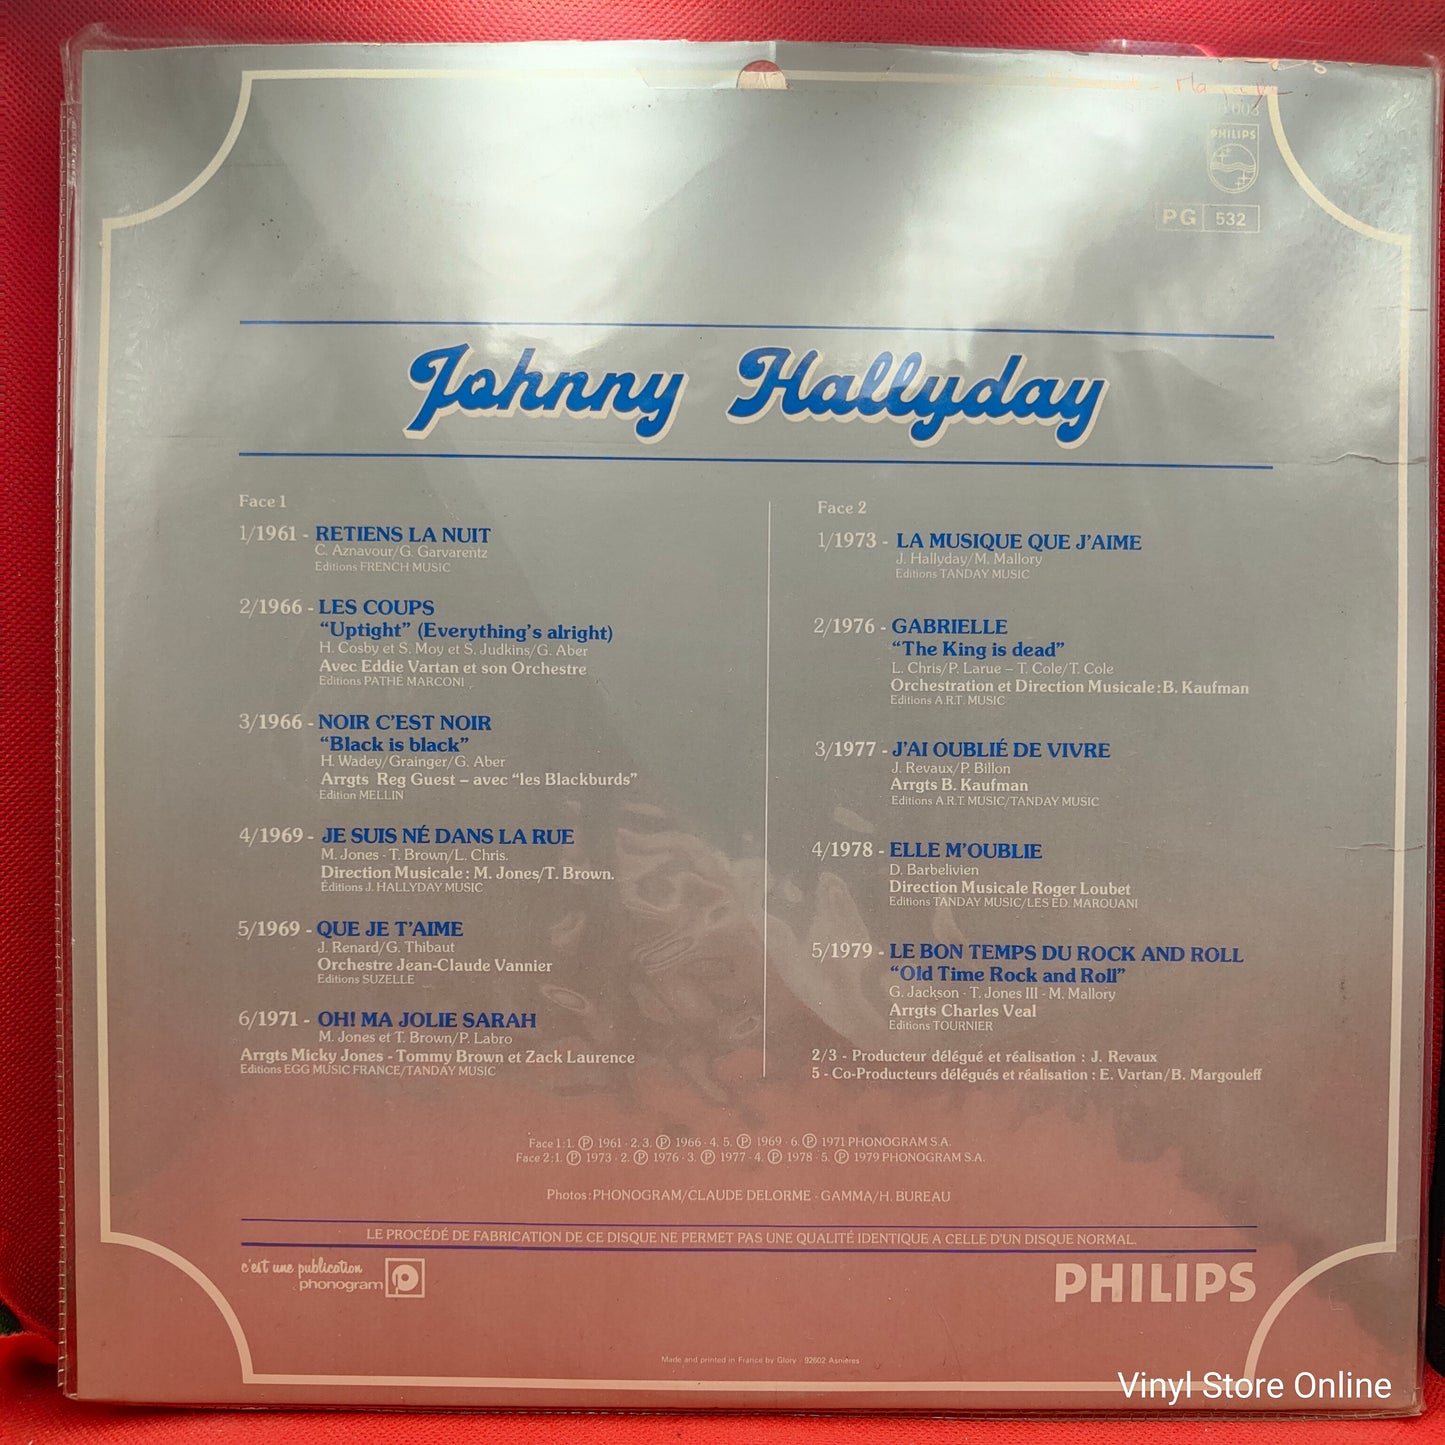 PHILIPS
PG 532
Johnny Hallyday
Face 1
1/1961 - RETIENS LA NUIT
C. Aznavour/G. Garvarentz
Editions FRENCH MUSIC
2/1966 - LES COUPS
“Uptight” (Everything's alright)
H. Cosby et S. Moy et S. Judkins/G. Aber
Avec Eddie Vartan et son Orchestre
Editions PATHÉ MARCONI
3/1966 - NOIR C'EST NOIR
“Black is black”
H. Wadey/Grainger/G. Aber
Arrgts Reg Guest – avec “les Blackburds”
Edition MELLIN
4/1969 - JE SUIS NÉ DANS LA RUE
M. Jones - T. Brown/L. Chris.
Direction Musicale : M. Jones/T. Brown.
Éditions J. HALLYDAY MUSIC
5/1969 - QUE JE T'AIME
J. Renard/G. Thibaut
Orchestre Jean-Claude Vannier
Editions SUZELLE
6/1971 - OH! MA JOLIE SARAH
M. Jones et T. Brown/P. Labro
Arrgts Micky Jones - Tommy Brown et Zack Laurence
Editions EGG MUSIC FRANCE/TANDAY MUSIC
Face 2
1/1973 - LA MUSIQUE QUE J'AIME
J. Hallyday/M. Mallory
Editions TANDAY MUSIC
2/1976 - GABRIELLE
“The King is dead”
L. Chris/P. Larue – T. Cole/T. Cole
Orchestration et Direction Musicale : B. Kaufman
Editions A.R.T. MUSIC
3/1977 - J'AI OUBLIÉ DE VIVRE
J. Revaux/P. Billon
Arrgts B. Kaufman
Editions A.R.T. MUSIC/TANDAY MUSIC
4/1978 - ELLE M'OUBLIE
D. Barbelivien
Direction Musicale Roger Loubet
Editions TANDAY MUSIC/LES ED. MAROUANI
5/1979 - LE BON TEMPS DU ROCK AND ROLL
“Old Time Rock and Roll”
G. Jackson - T. Jones III - M. Mallory
Arrgts Charles Veal
Editions TOURNIER
2/3 - Producteur délégué et réalisation : J. Revaux
5 - Co-Producteurs délégués et réalisation : E. Vartan/B. Margouleff
Face 1 : 1. ℗ 1961 - 2. 3. ℗ 1966 - 4. 5. ℗ 1969 - 6. ℗ 1971 PHONOGRAM S.A.
Face 2 : 1. ℗ 1973 - 2. ℗ 1976 - 3. ℗ 1977 - 4. ℗ 1978 - 5. ℗ 1979 PHONOGRAM S.A.
Photos : PHONOGRAM/CLAUDE DELORME - GAMMA/H. BUREAU
LE PROCÉDÉ DE FABRICATION DE CE DISQUE NE PERMET PAS UNE QUALITÉ IDENTIQUE A CELLE D'UN DISQUE NORMAL.
c'est une publication
phonogram
PHILIPS
Made and printed in France by Glory - 92602 Asnières
Vinyl Store Online